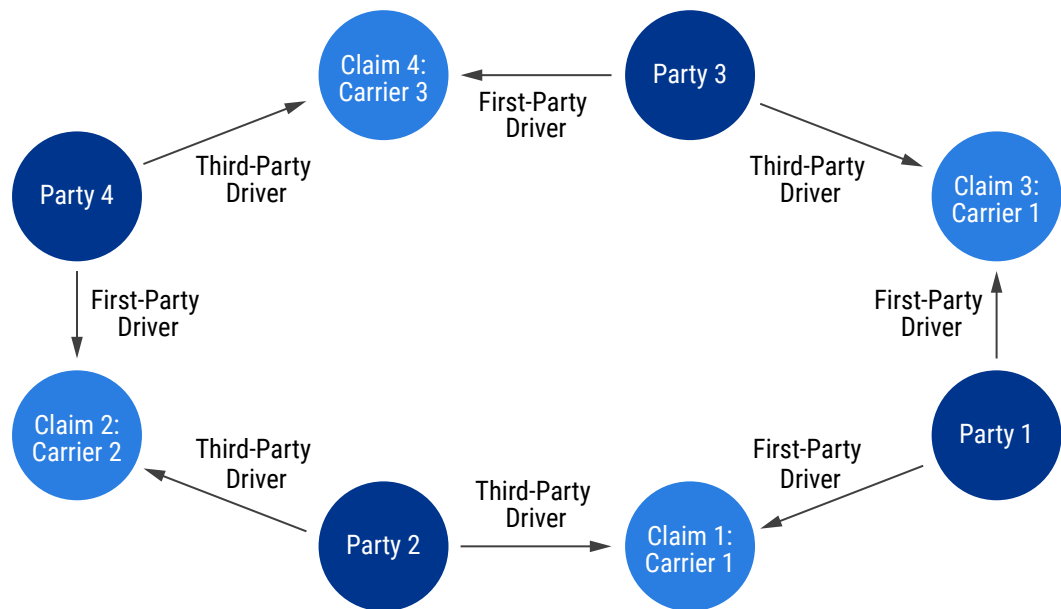 Claim 4:
Carrier 3
Party 3
First-Party
Driver
Third-Party
Driver
Third-Party
Driver
Party 4
Claim 3:
Carrier 1
First-Party
Driver
First-Party
Driver
Claim 2:
Carrier 2
Party 1
Third-Party
Driver
First-Party
Driver
Third-Party
Driver
Party 2
Claim 1:
Carrier 1